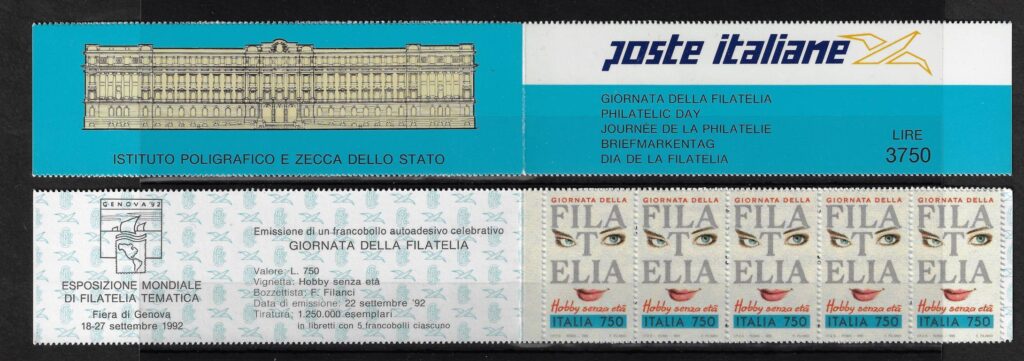 ISTITUTO POLIGRAFICO E ZECCA DELLO STATO
poste italiane
GIORNATA DELLA FILATELIA
PHILATELIC DAY
JOURNÉE DE LA PHILATELIE
BRIEFMARKENTAG
DIA DE LA FILATELIA
LIRE
3750
GENOVA '92
ESPOSIZIONE MONDIALE
DI FILATELIA TEMATICA
Fiera di Genova
18-27 settembre 1992
Emissione di un francobollo autoadesivo celebrativo
GIORNATA DELLA FILATELIA
Valore: L. 750
Vignetta: Hobby senza età
Bozzettista: F. Filanci
Data di emissione: 22 settembre '92
Tiratura: 1.250.000 esemplari
in libretti con 5 francobolli ciascuno
GIORNATA DELLA
FILA
T
ELIA
Hobby senza età
ITALIA 750
GIORNATA DELLA
FILA
T
ELIA
Hobby senza età
ITALIA 750
GIORNATA DELLA
FILA
T
ELIA
Hobby senza età
ITALIA 750
GIORNATA DELLA
FILA
T
ELIA
Hobby senza età
ITALIA 750
GIORNATA DELLA
FILA
T
ELIA
Hobby senza età
ITALIA 750